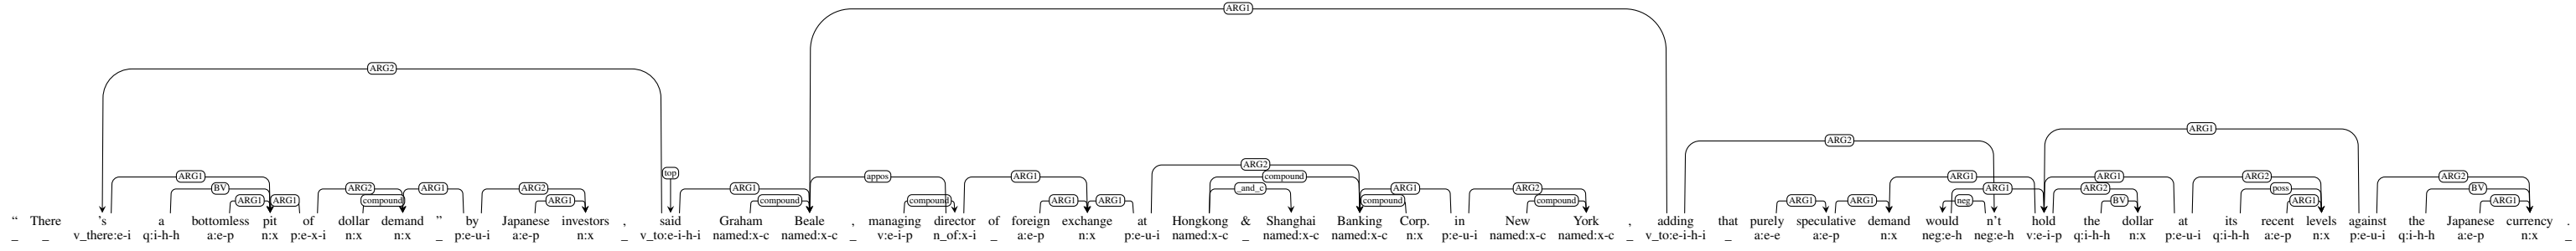 ARG1
ARG2 top
ARG1
ARG2
ARG2
ARG1 BV ARG2 ARG1 ARG2 ARG1 appos ARG1 compound ARG1 ARG2 ARG1 ARG1 ARG2 ARG2
ARG1 ARG1 compound ARG1 compound compound ARG1 ARG1 _and_c compound compound ARG1 ARG1 neg ARG1 ARG2 BV poss ARG1 BV ARG1
“ There 's a bottomless pit of dollar demand ” by Japanese investors , said Graham Beale , managing director of foreign exchange at Hongkong & Shanghai Banking Corp. in New York , adding that purely speculative demand would n't hold the dollar at its recent levels against the Japanese currency .
_ _ v_there:e-i q:i-h-h a:e-p n:x p:e-x-i n:x n:x _ p:e-u-i a:e-p n:x _ v_to:e-i-h-i named:x-c named:x-c _ v:e-i-p n_of:x-i _ a:e-p n:x p:e-u-i named:x-c _ named:x-c named:x-c n:x p:e-u-i named:x-c named:x-c _ v_to:e-i-h-i _ a:e-e a:e-p n:x neg:e-h neg:e-h v:e-i-p q:i-h-h n:x p:e-u-i q:i-h-h a:e-p n:x p:e-u-i q:i-h-h a:e-p n:x _